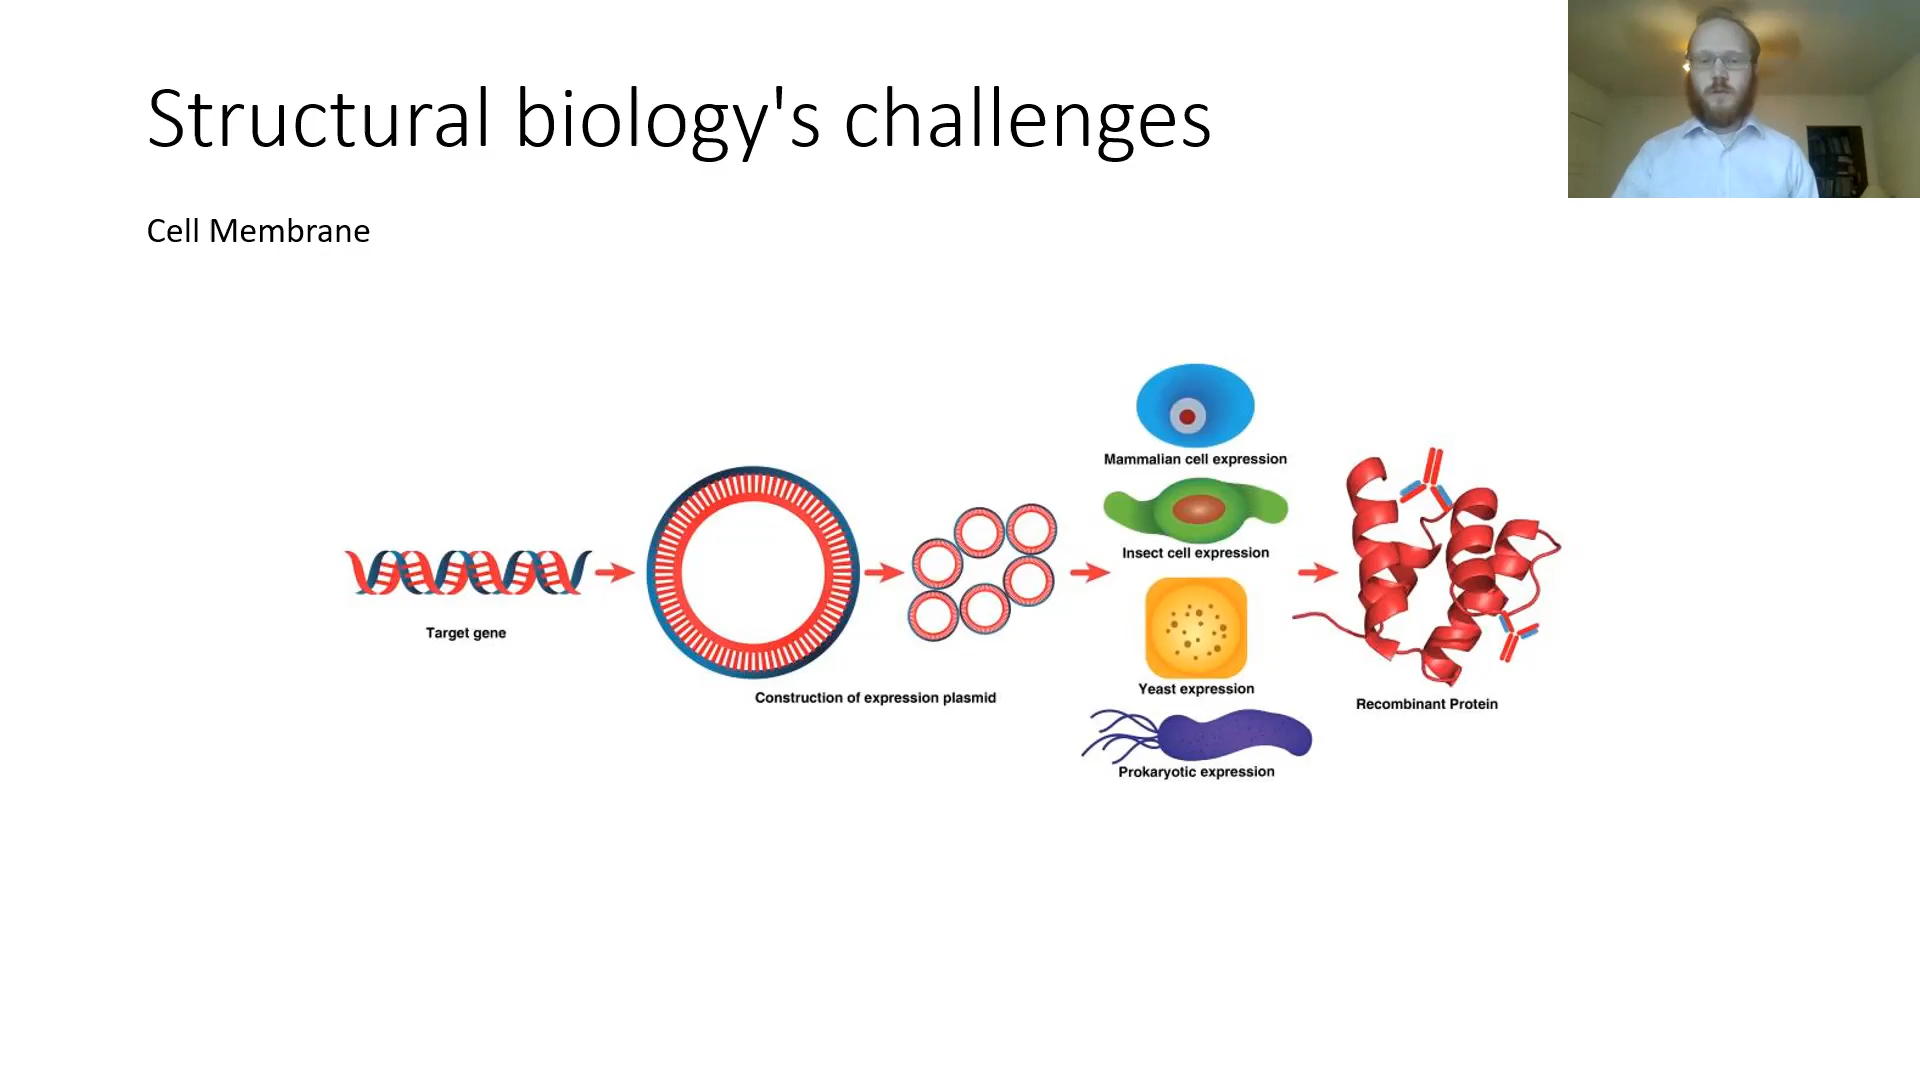 Structural biology's challenges
Cell Membrane
Target gene
Construction of expression plasmid
Mammalian cell expression
Insect cell expression
Yeast expression
Prokaryotic expression
Recombinant Protein